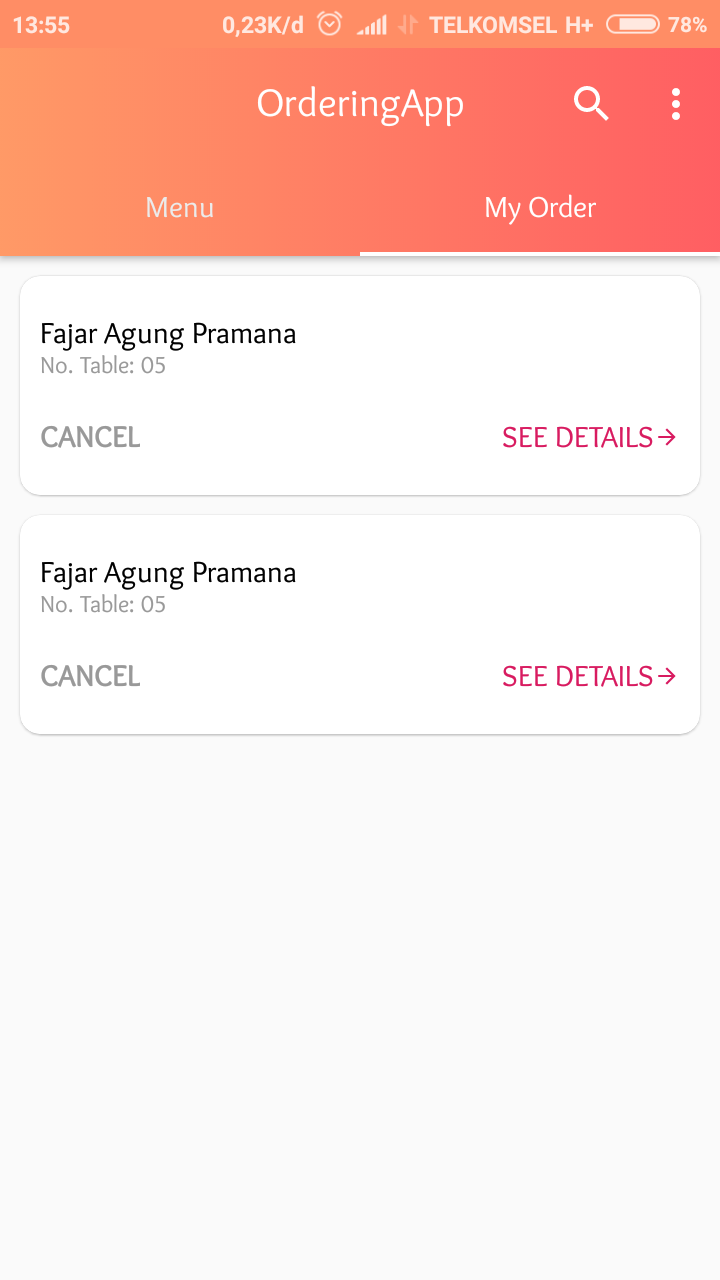 13:55 0,23K/d TELKOMSEL H+ 78%
OrderingApp
Menu My Order
Fajar Agung Pramana
No. Table: 05
CANCEL SEE DETAILS→
Fajar Agung Pramana
No. Table: 05
CANCEL SEE DETAILS→